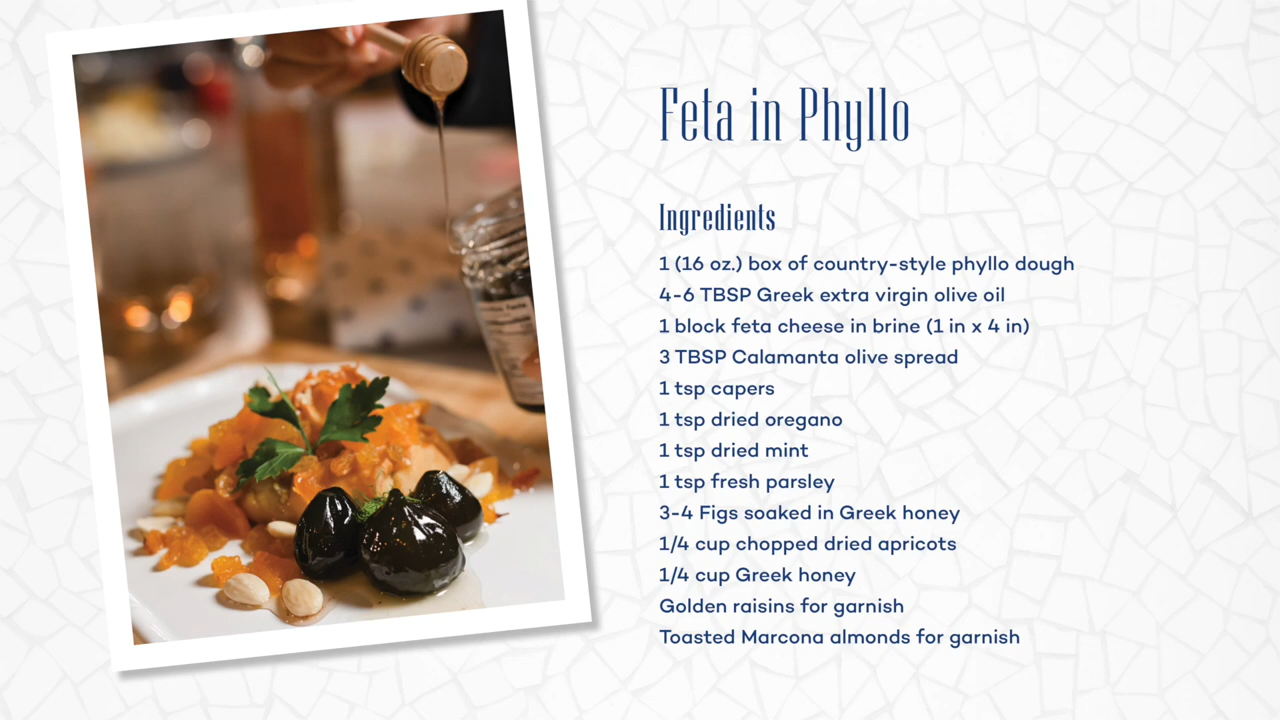 Feta in Phyllo
Ingredients
1 (16 oz.) box of country-style phyllo dough
4-6 TBSP Greek extra virgin olive oil
1 block feta cheese in brine (1 in x 4 in)
3 TBSP Calamanta olive spread
1 tsp capers
1 tsp dried oregano
1 tsp dried mint
1 tsp fresh parsley
3-4 Figs soaked in Greek honey
1/4 cup chopped dried apricots
1/4 cup Greek honey
Golden raisins for garnish
Toasted Marcona almonds for garnish